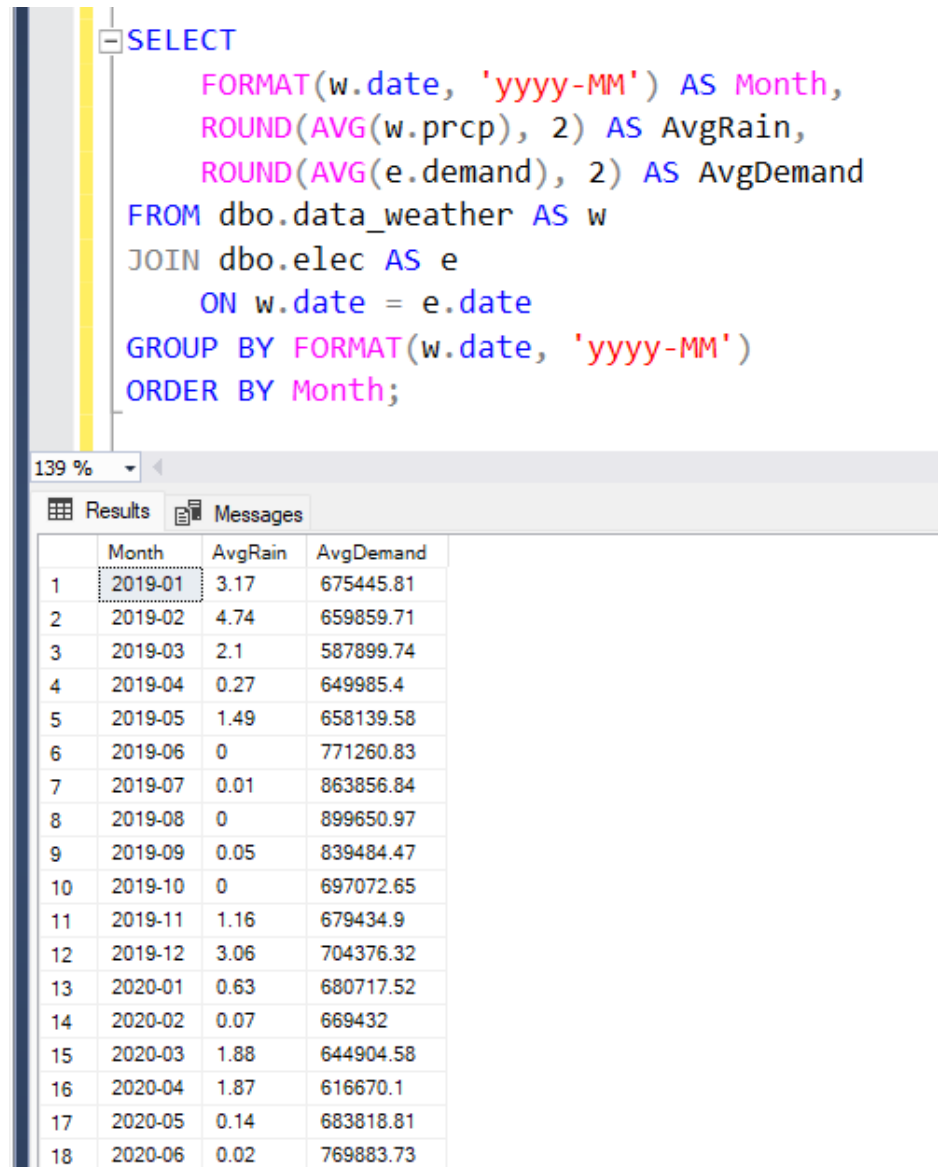 SELECT
FORMAT(w.date, 'yyyy-MM') AS Month,
ROUND(AVG(w.prcp), 2) AS AvgRain,
ROUND(AVG(e.demand), 2) AS AvgDemand
FROM dbo.data_weather AS w
JOIN dbo.elec AS e
ON w.date = e.date
GROUP BY FORMAT(w.date, 'yyyy-MM')
ORDER BY Month;
139 %
Results Messages
Month AvgRain AvgDemand
1 2019-01 3.17 675445.81
2 2019-02 4.74 659859.71
3 2019-03 2.1 587899.74
4 2019-04 0.27 649985.4
5 2019-05 1.49 658139.58
6 2019-06 0 771260.83
7 2019-07 0.01 863856.84
8 2019-08 0 899650.97
9 2019-09 0.05 839484.47
10 2019-10 0 697072.65
11 2019-11 1.16 679434.9
12 2019-12 3.06 704376.32
13 2020-01 0.63 680717.52
14 2020-02 0.07 669432
15 2020-03 1.88 644904.58
16 2020-04 1.87 616670.1
17 2020-05 0.14 683818.81
18 2020-06 0.02 769883.73